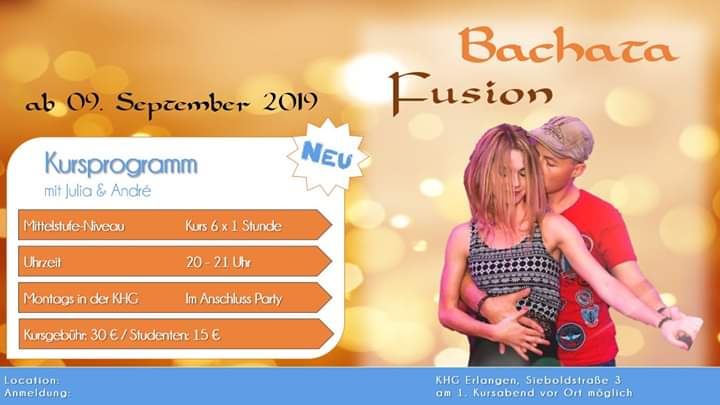 Bachata
Fusion
ab 09. September 2019
NEU
Kursprogramm
mit Julia & André
Mittelstufe-Niveau Kurs 6 x 1 Stunde
Uhrzeit 20 - 21 Uhr
Montags in der KHG Im Anschluss Party
Kursgebühr: 30 € / Studenten: 15 €
Location: KHG Erlangen, Sieboldstraße 3
Anmeldung: am 1. Kursabend vor Ort möglich